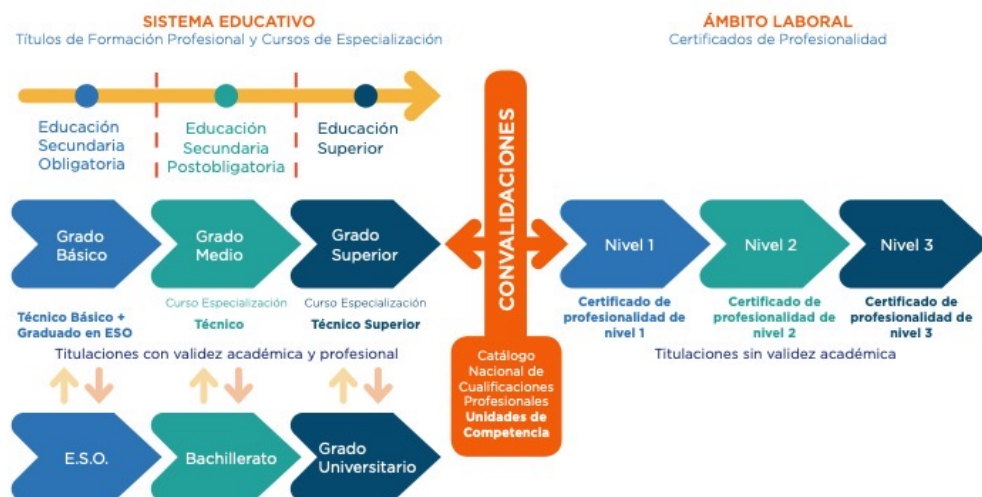 SISTEMA EDUCATIVO
Títulos de Formación Profesional y Cursos de Especialización
Educación
Secundaria
Obligatoria
Educación
Secundaria
Postobligatoria
Educación
Superior
Grado
Básico
Grado
Medio
Grado
Superior
Técnico Básico +
Graduado en ESO
Curso Especialización
Técnico
Curso Especialización
Técnico Superior
Titulaciones con validez académica y profesional
E.S.O.
Bachillerato
Grado
Universitario
CONVALIDACIONES
Catálogo
Nacional de
Cualificaciones
Profesionales
Unidades de
Competencia
ÁMBITO LABORAL
Certificados de Profesionalidad
Nivel 1
Nivel 2
Nivel 3
Certificado de
profesionalidad de
nivel 1
Certificado de
profesionalidad de
nivel 2
Certificado de
profesionalidad de
nivel 3
Titulaciones sin validez académica